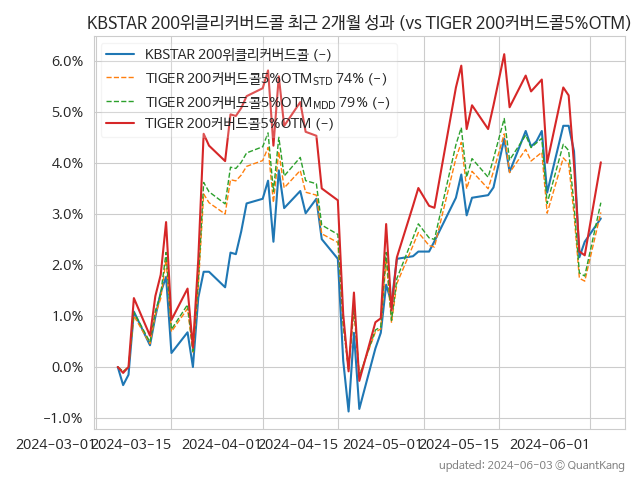 KBSTAR 200위클리커버드콜 최근 2개월 성과 (vs TIGER 200커버드콜5%OTM)
KBSTAR 200위클리커버드콜 (−)
TIGER 200커버드콜5%OTM STD 74% (−)
TIGER 200커버드콜5%OTM MDD 79% (−)
TIGER 200커버드콜5%OTM (−)
6.0%
5.0%
4.0%
3.0%
2.0%
1.0%
0.0%
−1.0%
2024-03-01 2024-03-15 2024-04-01 2024-04-15 2024-05-01 2024-05-15 2024-06-01
updated: 2024-06-03 ⓒ QuantKang